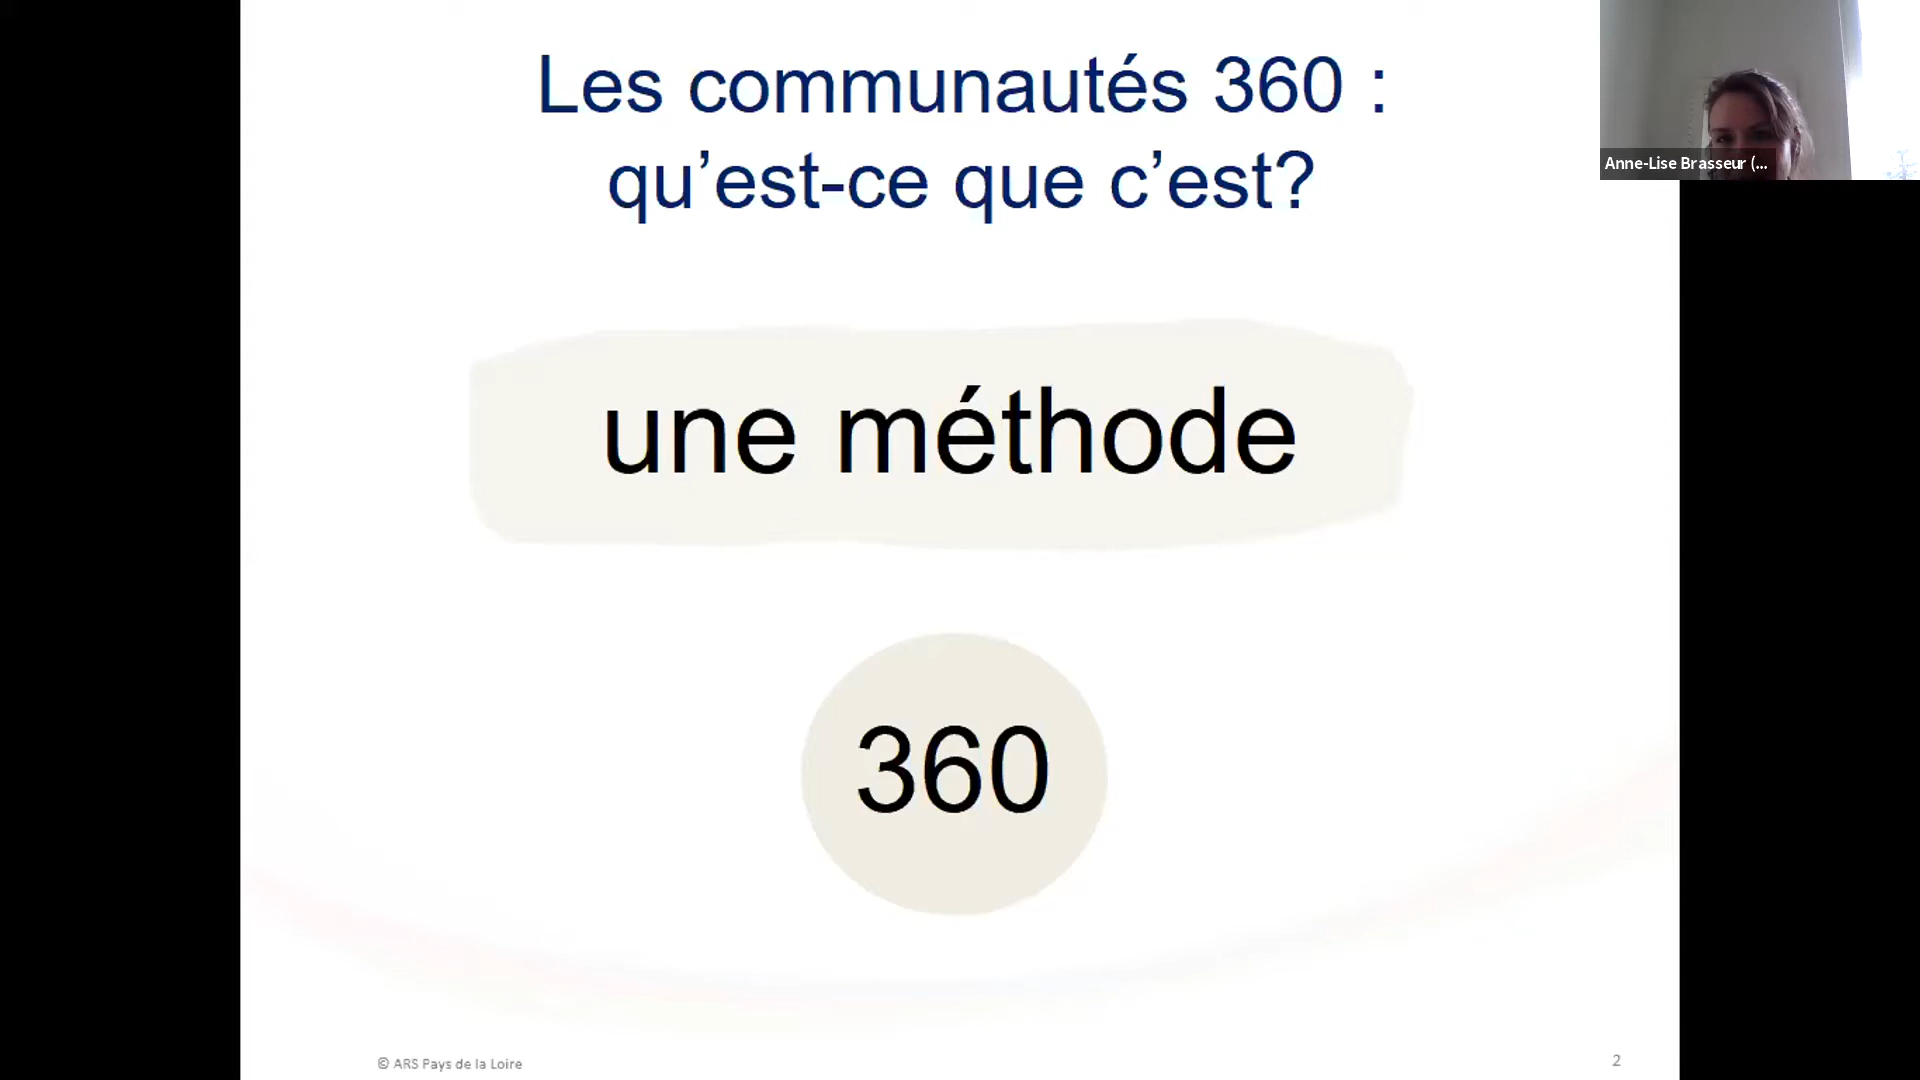 Les communautés 360 :
qu’est-ce que c’est?
Anne-Lise Brasseur (...
une méthode
360
© ARS Pays de la Loire
2